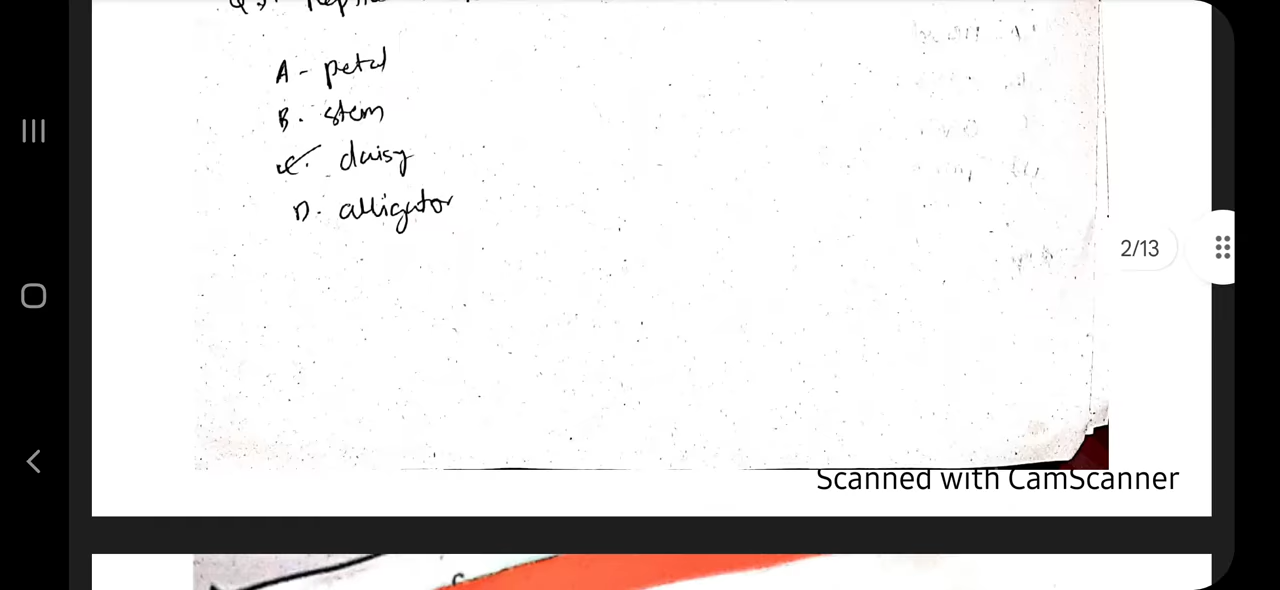 A - petal
B. stem
C. daisy
D. alligator
2/13
Scanned with CamScanner